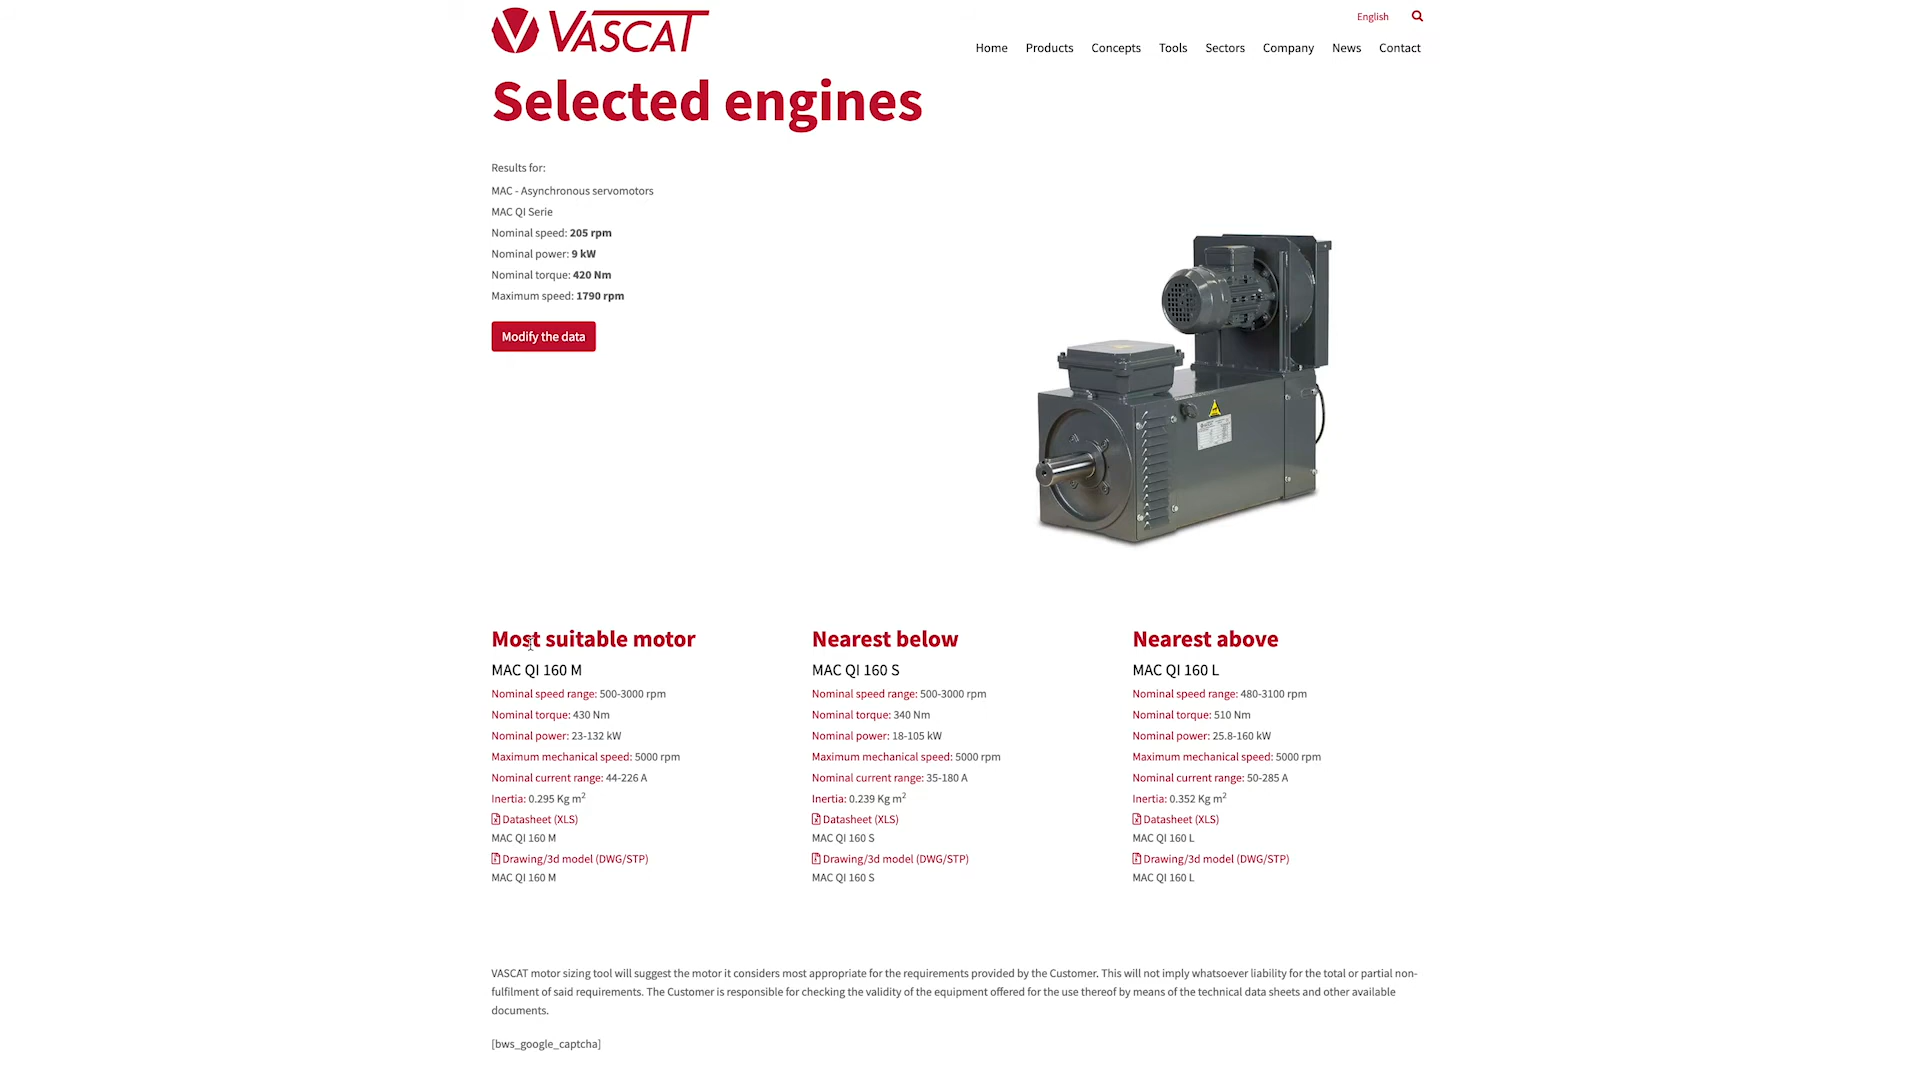 VASCAT
English
Home Products Concepts Tools Sectors Company News Contact
Selected engines
Results for:
MAC - Asynchronous servomotors
MAC QI Serie
Nominal speed: 205 rpm
Nominal power: 9 kW
Nominal torque: 420 Nm
Maximum speed: 1790 rpm
Modify the data
Most suitable motor
MAC QI 160 M
Nominal speed range: 500-3000 rpm
Nominal torque: 430 Nm
Nominal power: 23-132 kW
Maximum mechanical speed: 5000 rpm
Nominal current range: 44-226 A
Inertia: 0.295 Kg m²
Datasheet (XLS)
MAC QI 160 M
Drawing/3d model (DWG/STP)
MAC QI 160 M
Nearest below
MAC QI 160 S
Nominal speed range: 500-3000 rpm
Nominal torque: 340 Nm
Nominal power: 18-105 kW
Maximum mechanical speed: 5000 rpm
Nominal current range: 35-180 A
Inertia: 0.239 Kg m²
Datasheet (XLS)
MAC QI 160 S
Drawing/3d model (DWG/STP)
MAC QI 160 S
Nearest above
MAC QI 160 L
Nominal speed range: 480-3100 rpm
Nominal torque: 510 Nm
Nominal power: 25.8-160 kW
Maximum mechanical speed: 5000 rpm
Nominal current range: 50-285 A
Inertia: 0.352 Kg m²
Datasheet (XLS)
MAC QI 160 L
Drawing/3d model (DWG/STP)
MAC QI 160 L
VASCAT motor sizing tool will suggest the motor it considers most appropriate for the requirements provided by the Customer. This will not imply whatsoever liability for the total or partial non-
fulfilment of said requirements. The Customer is responsible for checking the validity of the equipment offered for the use thereof by means of the technical data sheets and other available
documents.
[bws_google_captcha]